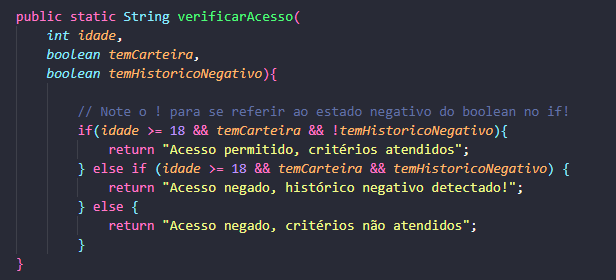 public static String verificarAcesso(
int idade,
boolean temCarteira,
boolean temHistoricoNegativo){
// Note o ! para se referir ao estado negativo do boolean no if!
if(idade >= 18 && temCarteira && !temHistoricoNegativo){
return "Acesso permitido, critérios atendidos";
} else if (idade >= 18 && temCarteira && temHistoricoNegativo) {
return "Acesso negado, histórico negativo detectado!";
} else {
return "Acesso negado, critérios não atendidos";
}
}